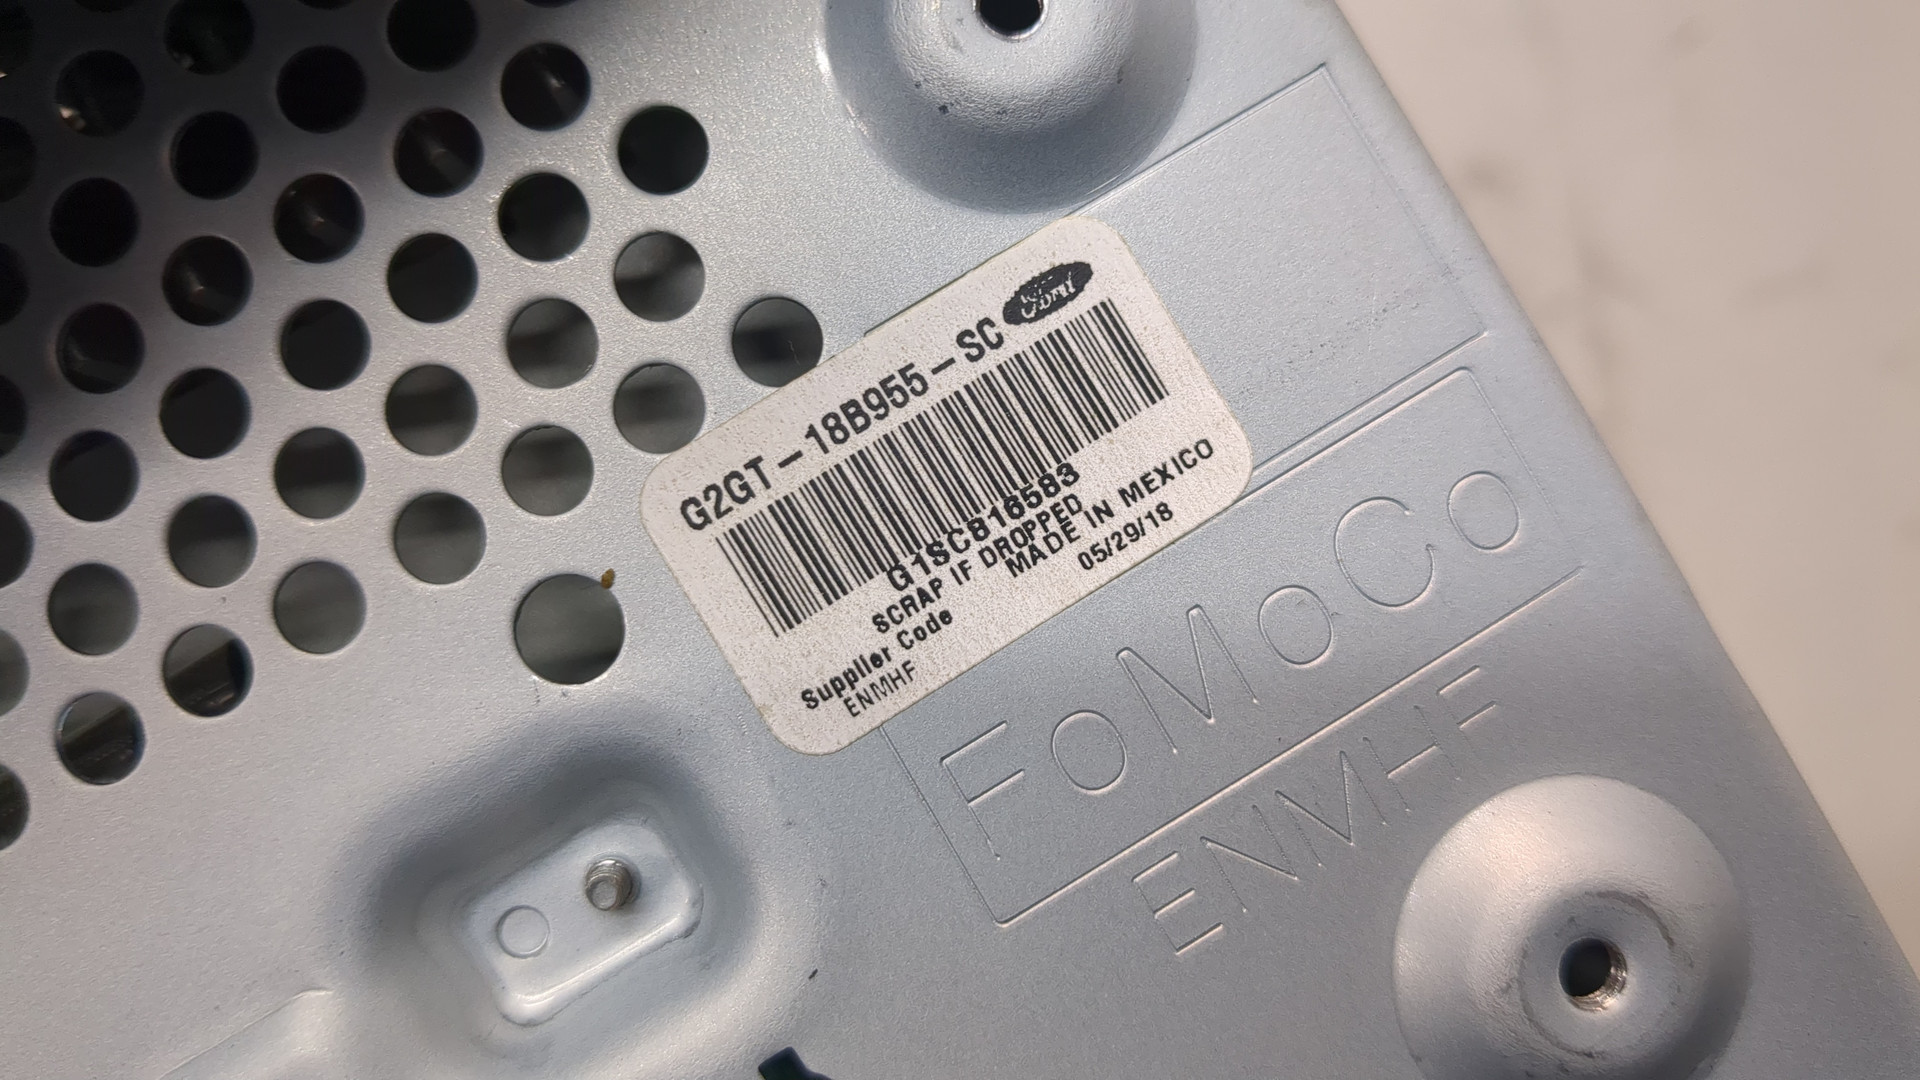 G2GT-18B955-SC Ford
G1SC816583
SCRAP IF DROPPED
MADE IN MEXICO
05/29/18
Supplier Code
ENMHF
FoMoCo
ENMHF